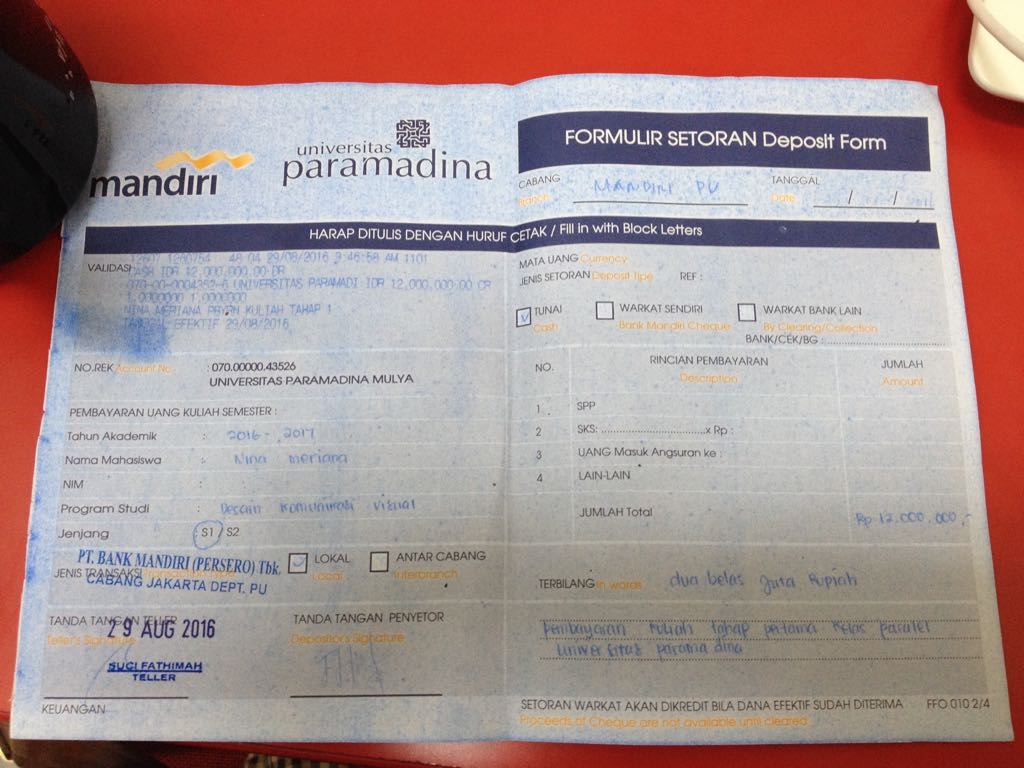 mandiri
universitas
paramadina
FORMULIR SETORAN Deposit Form
CABANG MANDIRI PU TANGGAL
Branch Date / /
HARAP DITULIS DENGAN HURUF CETAK / Fill in with Block Letters
VALIDASI
12607 1260754 48 04 29/08/2016 9:46:58 AM 1101
CASH IDR 12,000,000.00 DR
070-00-0004352-6 UNIVERSITAS PARAMADI IDR 12,000,000.00 CR
1.0000000 1.0000000
NINA MERIANA PBYRN KULIAH TAHAP 1
TANGGAL EFEKTIF 29/08/2016
NO.REK Account No : 070.00000.43526
UNIVERSITAS PARAMADINA MULYA
PEMBAYARAN UANG KULIAH SEMESTER :
Tahun Akademik : 2016 - 2017
Nama Mahasiswa : Nina meriana
NIM :
Program Studi : Desain Komunikasi Visual
Jenjang : S1 / S2
PT. BANK MANDIRI (PERSERO) Tbk.
CABANG JAKARTA DEPT. PU
JENIS TRANSAKSI
LOKAL ANTAR CABANG
Local Interbranch
TANDA TANGAN TELLER TANDA TANGAN PENYETOR
Teller's Signature Depositor's Signature
29 AUG 2016
SUCI FATHIMAH
TELLER
KEUANGAN
MATA UANG Currency
JENIS SETORAN Deposit Tipe REF :
TUNAI WARKAT SENDIRI WARKAT BANK LAIN
Cash Bank Mandiri Cheque By Clearing/Collection
BANK/CEK/BG :
NO. RINCIAN PEMBAYARAN JUMLAH
Description Amount
1 SPP
2 SKS: ....................................x Rp :
3 UANG Masuk Angsuran ke :
4 LAIN-LAIN
JUMLAH Total Rp 12.000.000,-
TERBILANG In words dua belas juta Rupiah
Pembayaran kuliah tahap pertama kelas paralel
Universitas paramadina
SETORAN WARKAT AKAN DIKREDIT BILA DANA EFEKTIF SUDAH DITERIMA FFO 010 2/4
Proceeds of Cheque are not available until cleared